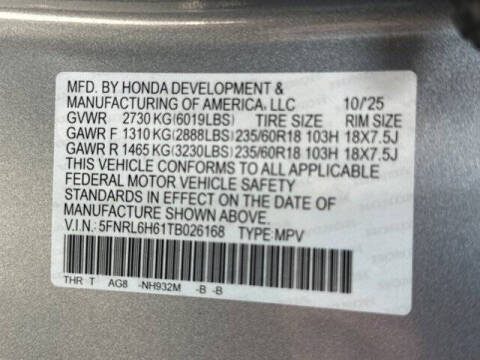 MFD. BY HONDA DEVELOPMENT &
MANUFACTURING OF AMERICA, LLC 10/'25
GVWR 2730 KG(6019LBS) TIRE SIZE RIM SIZE
GAWR F 1310 KG(2888LBS) 235/60R18 103H 18X7.5J
GAWR R 1465 KG(3230LBS) 235/60R18 103H 18X7.5J
THIS VEHICLE CONFORMS TO ALL APPLICABLE
FEDERAL MOTOR VEHICLE SAFETY
STANDARDS IN EFFECT ON THE DATE OF
MANUFACTURE SHOWN ABOVE.
V.I.N.: 5FNRL6H61TB026168 TYPE: MPV
THR T AG8 -NH932M -B -B